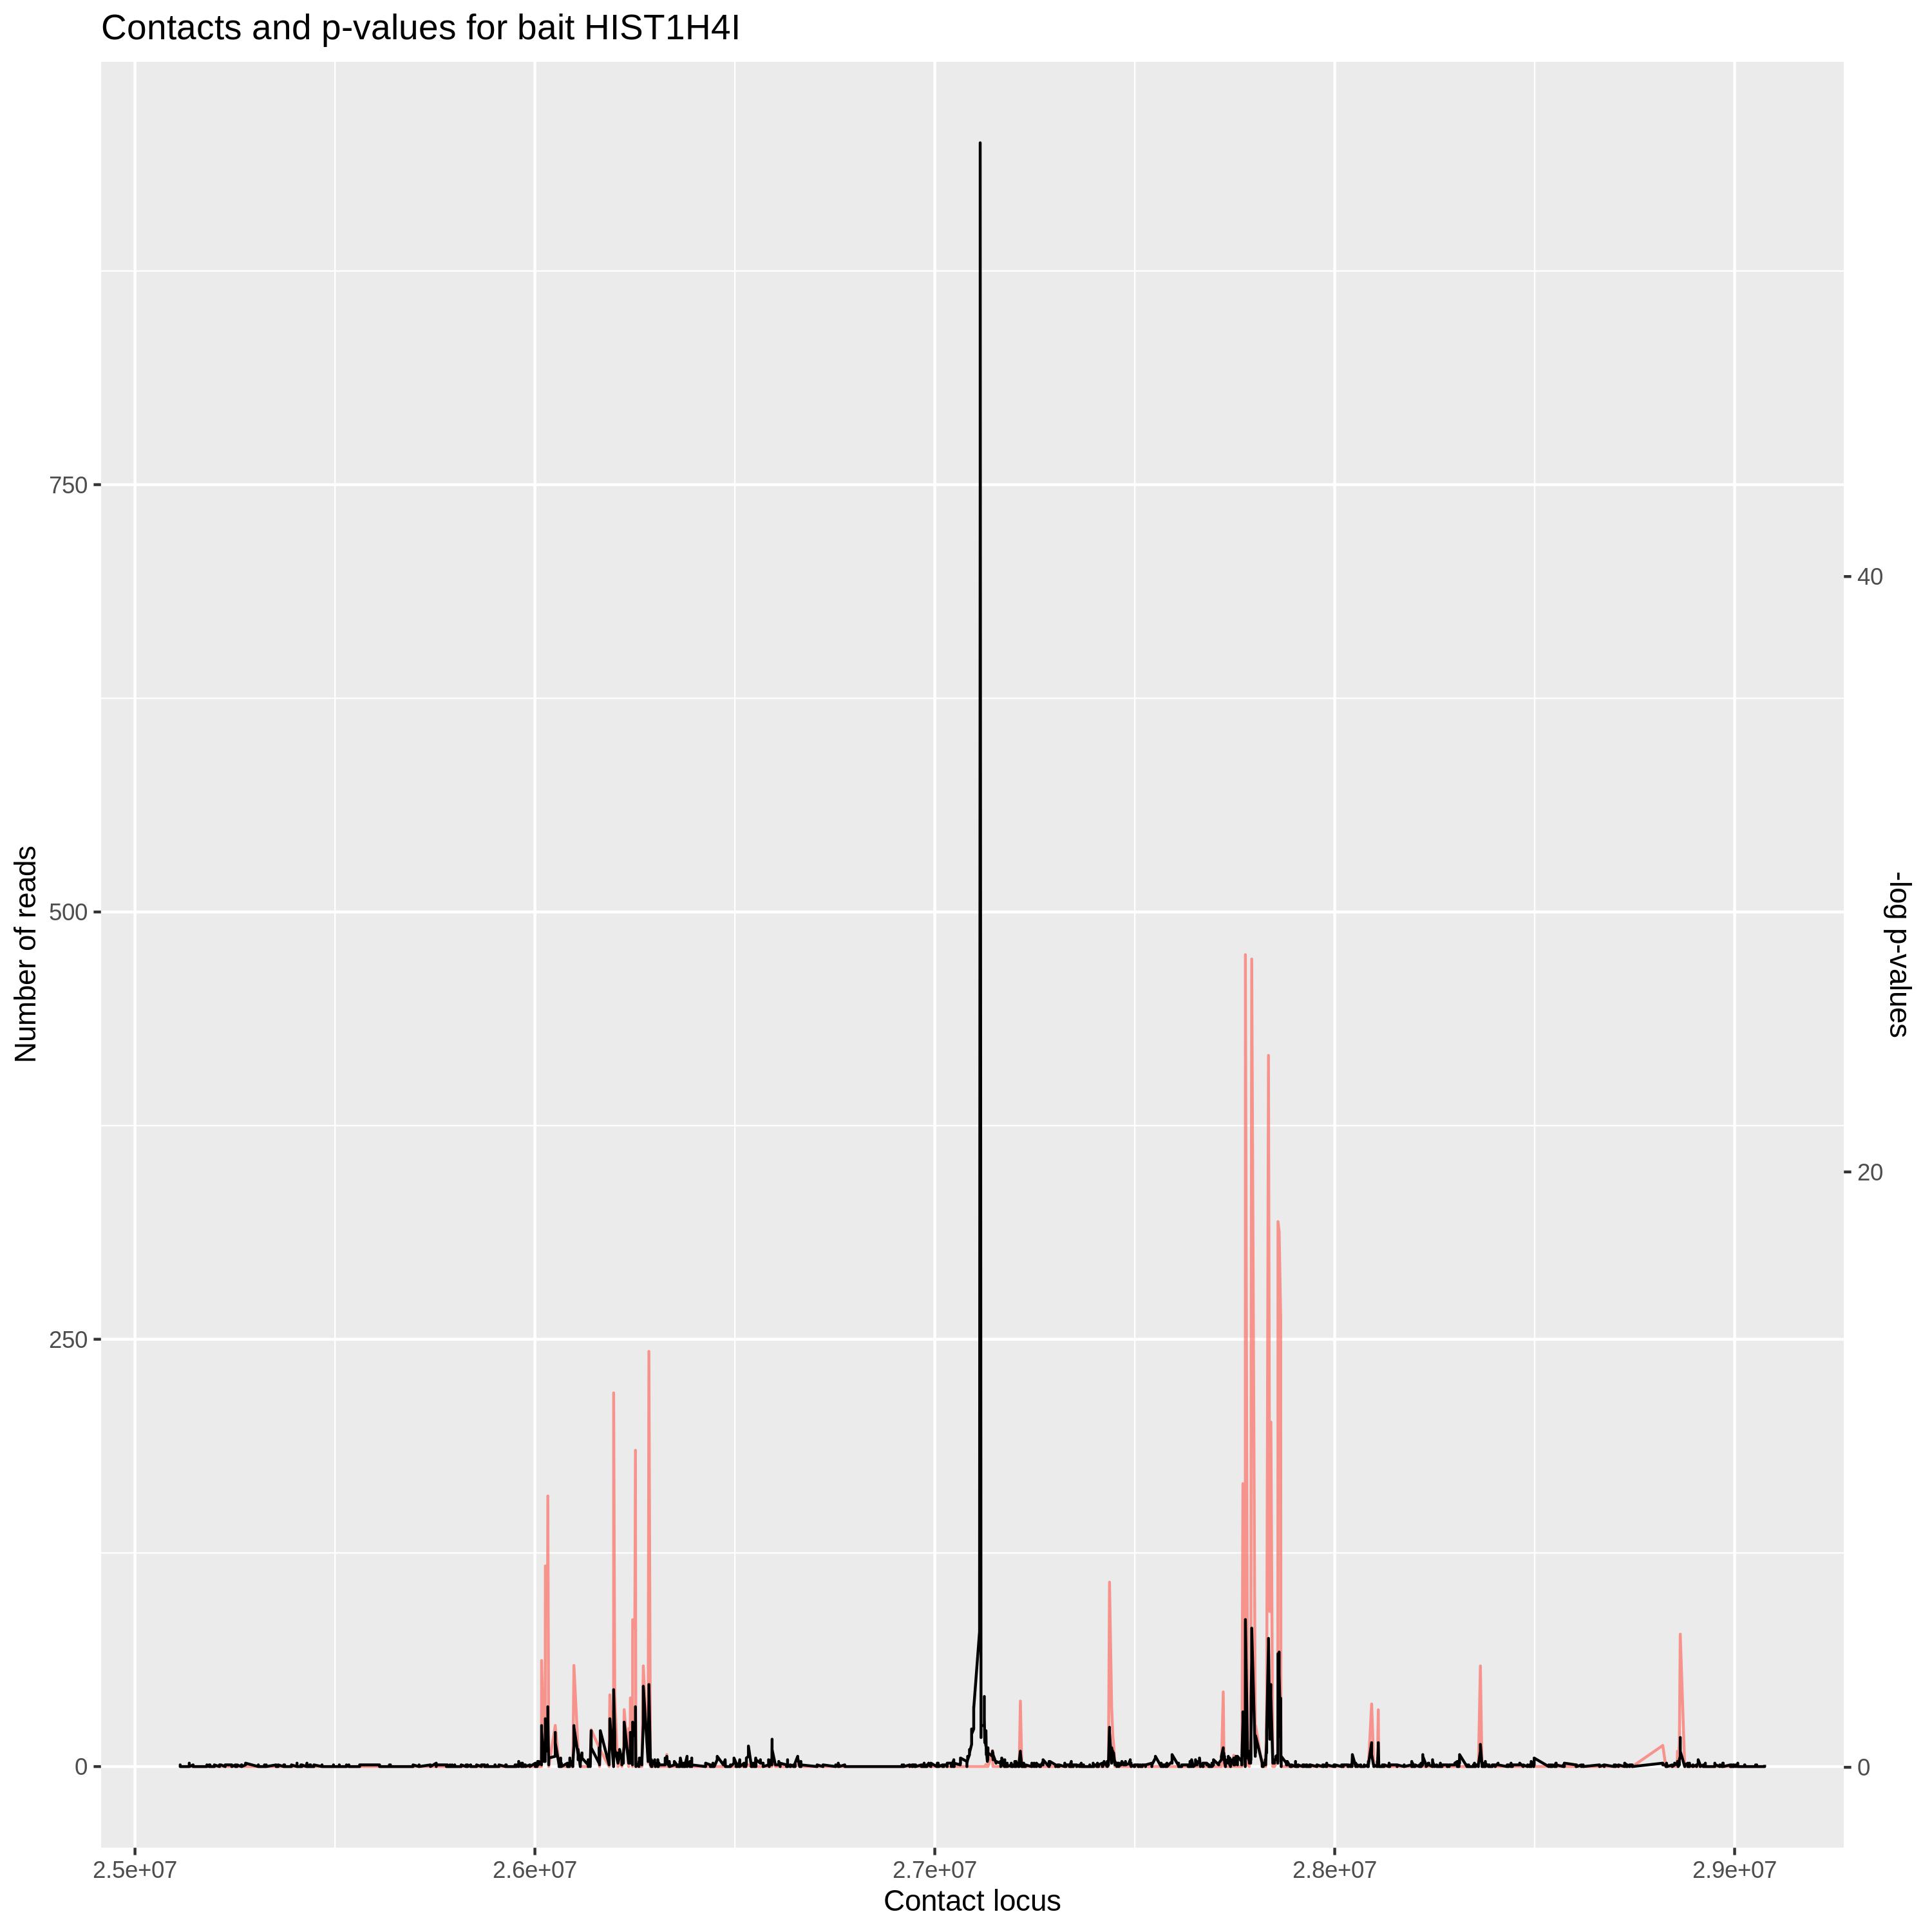 Contacts and p-values for bait HIST1H4I
750
500
250
0
Number of reads
40
20
0
-log p-values
2.5e+07
2.6e+07
2.7e+07
2.8e+07
2.9e+07
Contact locus